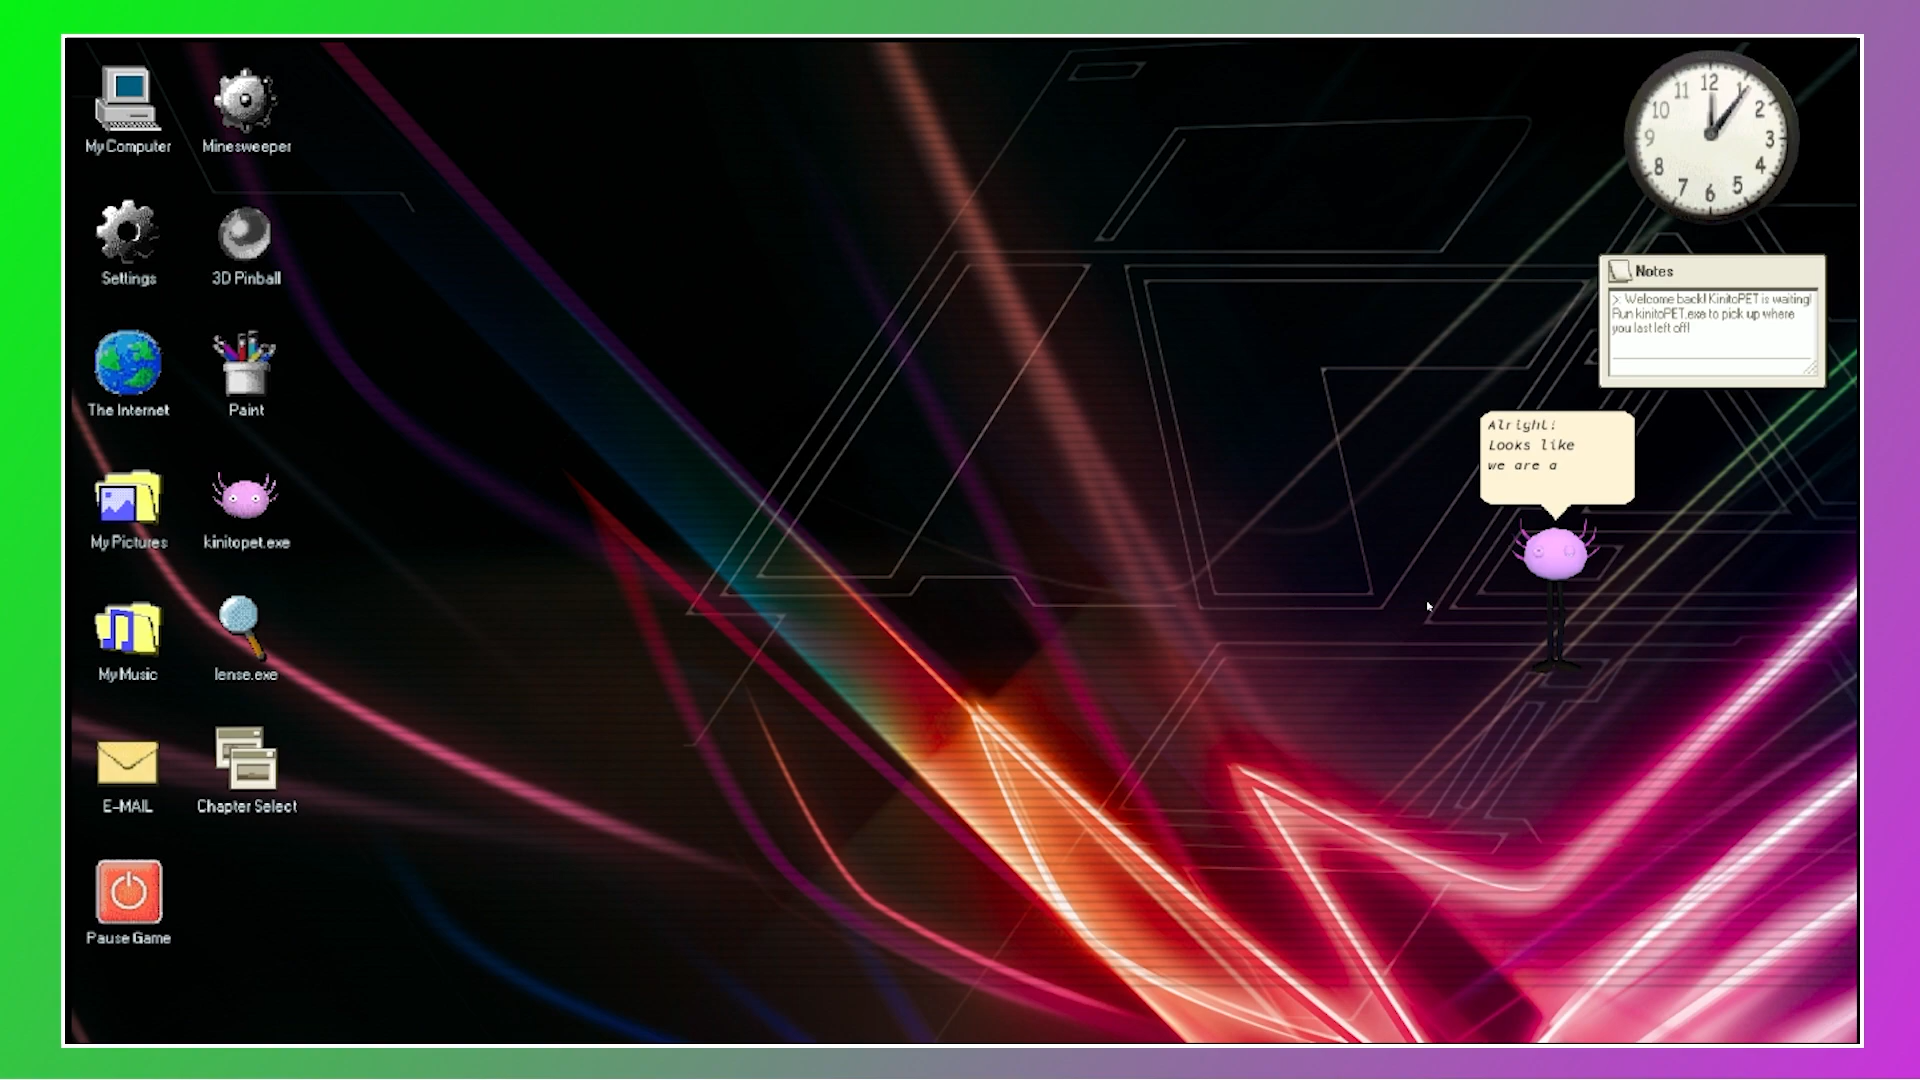 My Computer
Minesweeper
Settings
3D Pinball
The Internet
Paint
My Pictures
kinitopet.exe
My Music
lense.exe
E-MAIL
Chapter Select
Pause Game
12
1
2
3
4
5
6
7
8
9
10
11
Notes
>: Welcome back! KinitoPET is waiting!
Run kinitoPET.exe to pick up where
you last left off!
Alright!
Looks like
we are a